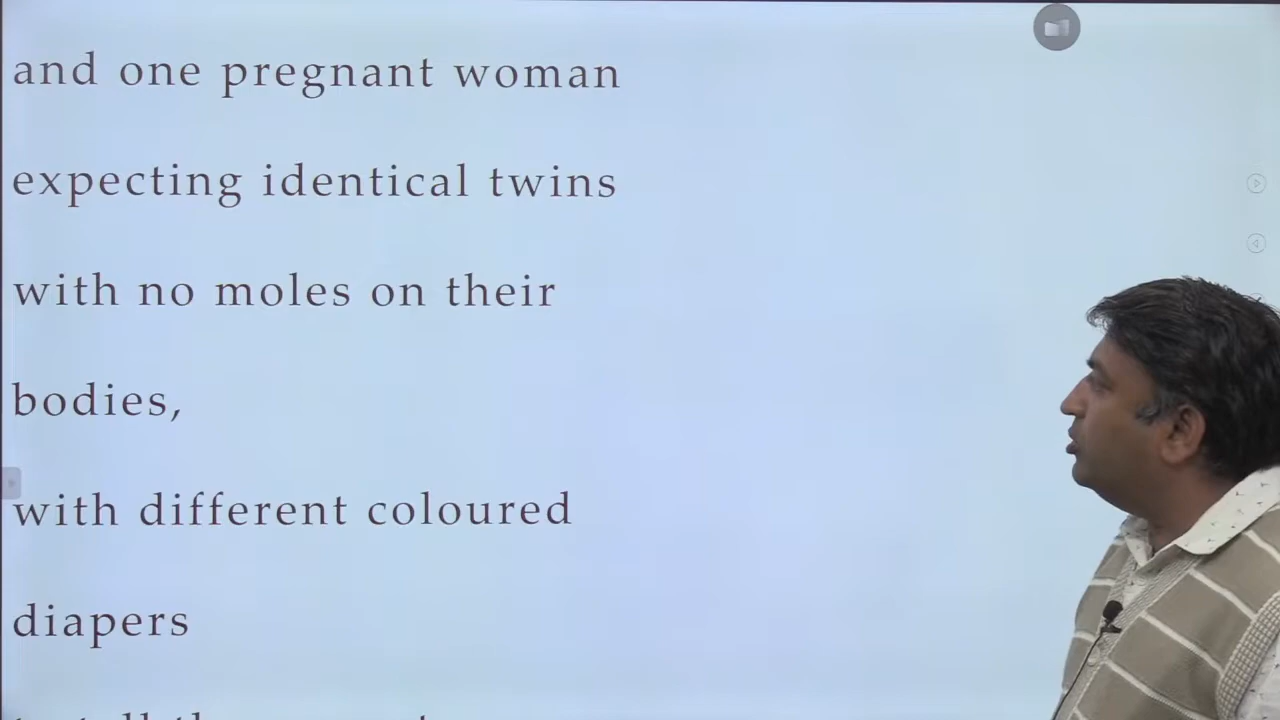 and one pregnant woman
expecting identical twins
with no moles on their
bodies,
with different coloured
diapers